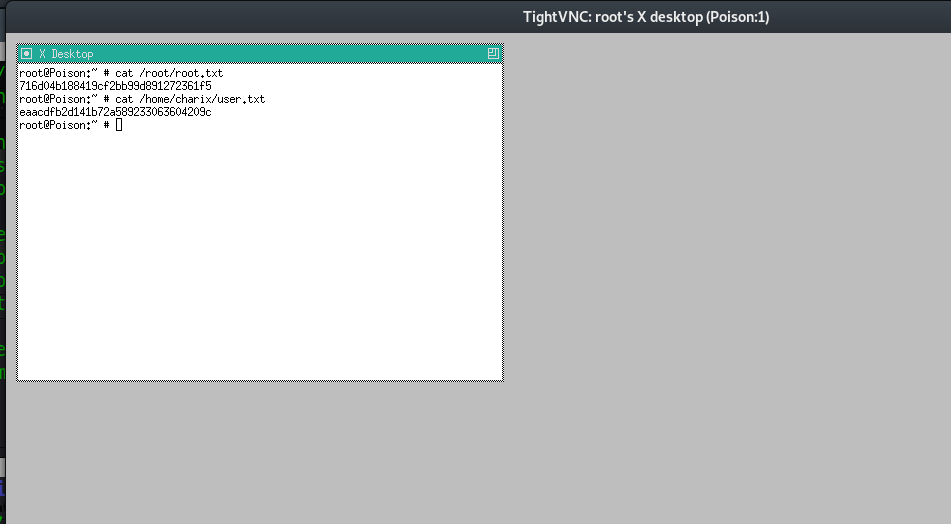 TightVNC: root's X desktop (Poison:1)
X Desktop
root@Poison:~ # cat /root/root.txt
716d04b188419cf2bb99d891272361f5
root@Poison:~ # cat /home/charix/user.txt
eaacdfb2d141b72a589233063604209c
root@Poison:~ #